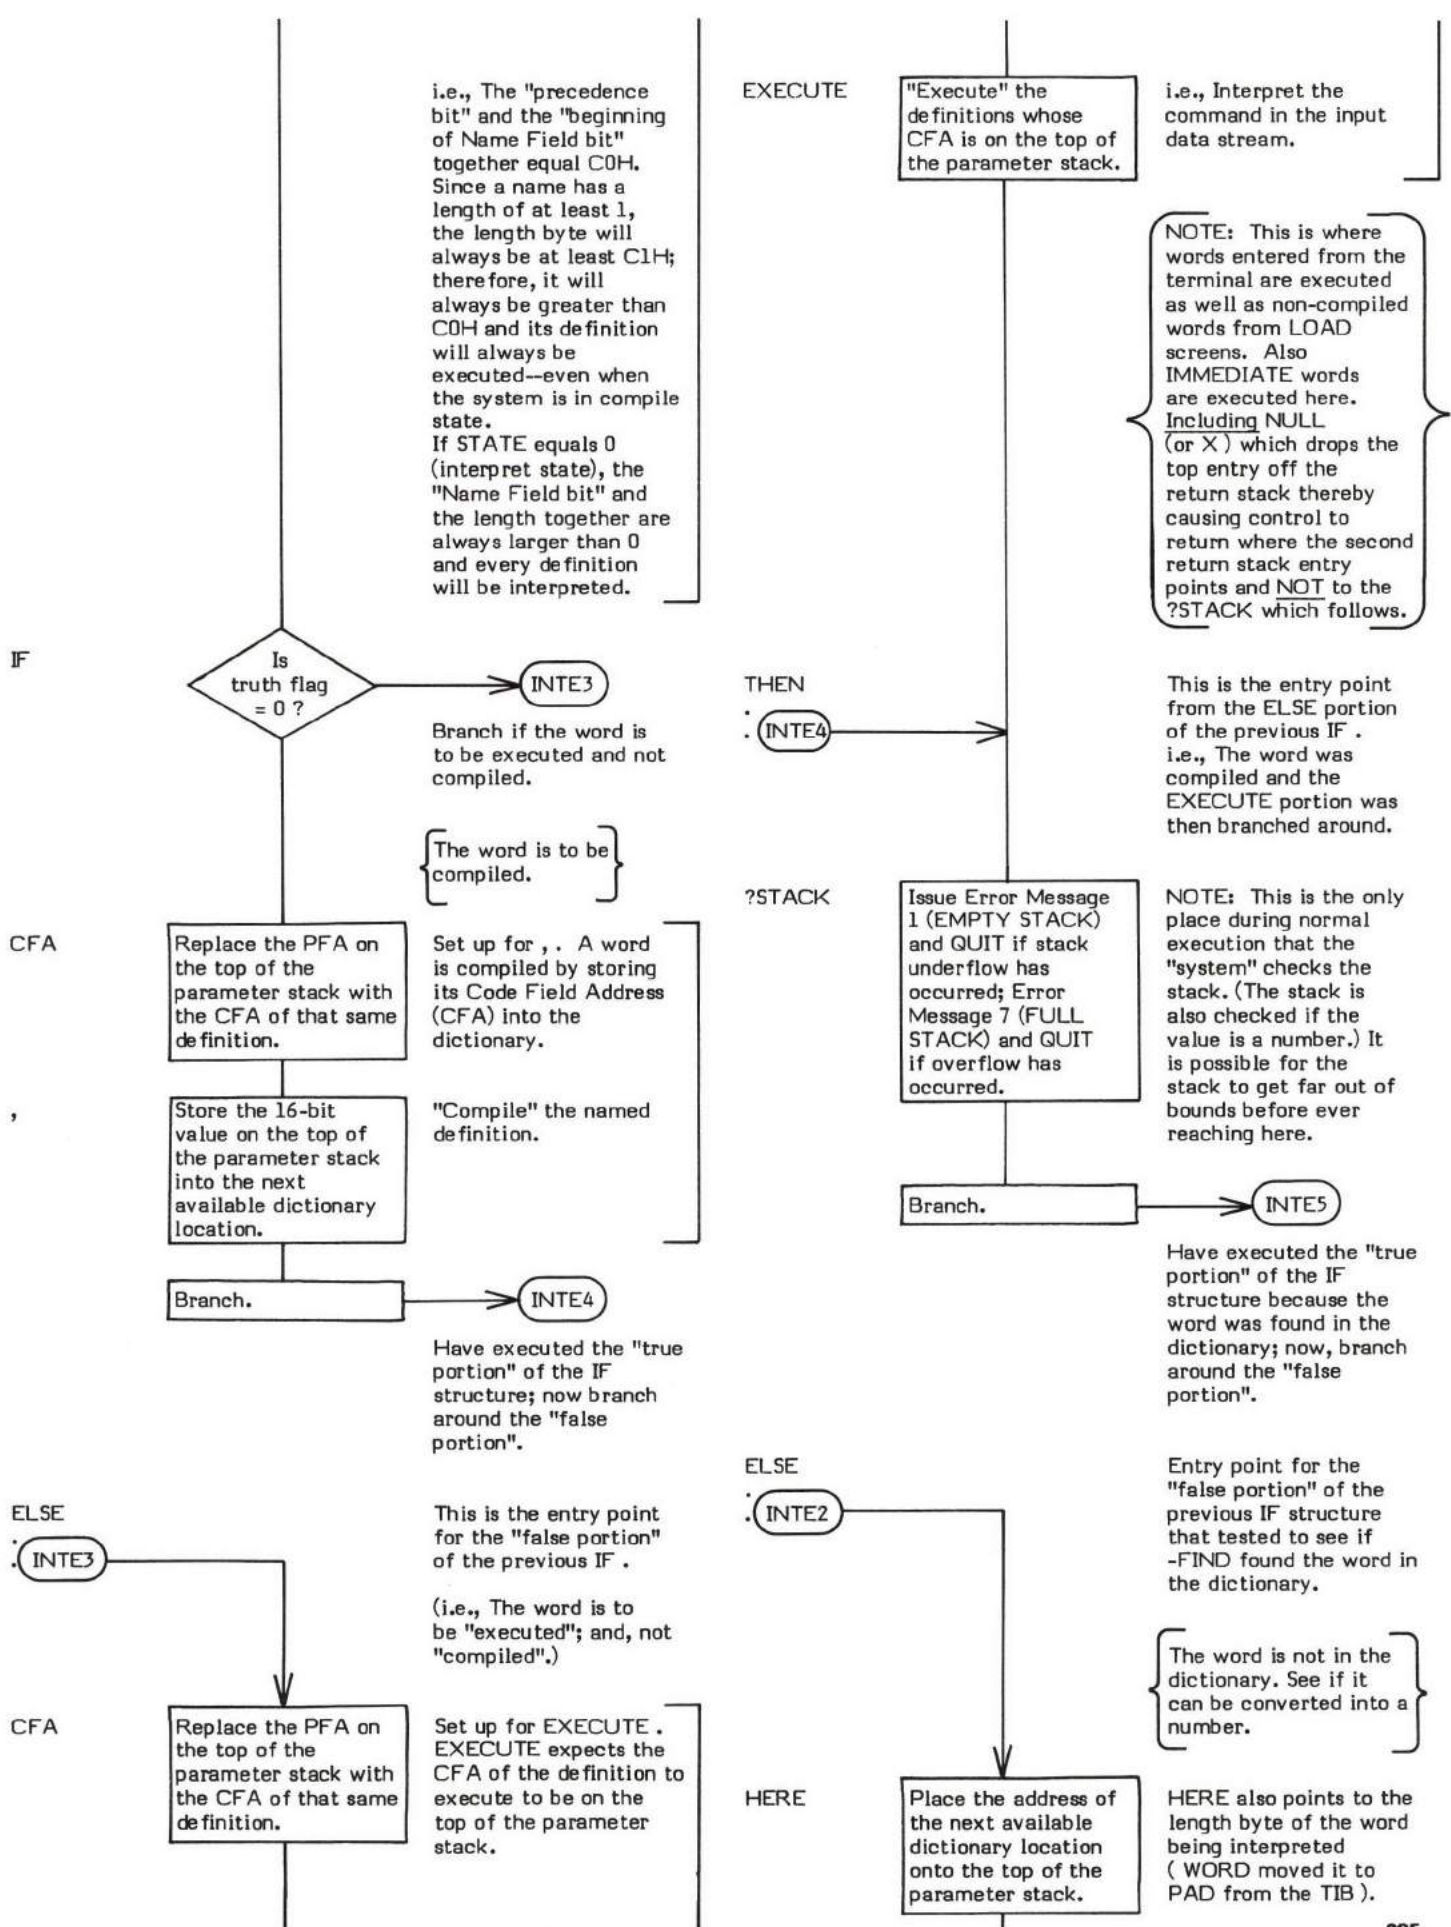 i.e., The "precedence
bit" and the "beginning
of Name Field bit"
together equal C0H.
Since a name has a
length of at least 1,
the length byte will
always be at least C1H;
therefore, it will
always be greater than
C0H and its definition
will always be
executed--even when
the system is in compile
state.
If STATE equals 0
(interpret state), the
"Name Field bit" and
the length together are
always larger than 0
and every definition
will be interpreted.
IF
Is
truth flag
= 0 ?
INTE3
Branch if the word is
to be executed and not
compiled.
The word is to be
compiled.
CFA
Replace the PFA on
the top of the
parameter stack with
the CFA of that same
definition.
Set up for , . A word
is compiled by storing
its Code Field Address
(CFA) into the
dictionary.
,
Store the 16-bit
value on the top of
the parameter stack
into the next
available dictionary
location.
"Compile" the named
definition.
Branch.
INTE4
Have executed the "true
portion" of the IF
structure; now branch
around the "false
portion".
ELSE
: INTE3
This is the entry point
for the "false portion"
of the previous IF .
(i.e., The word is to
be "executed"; and, not
"compiled".)
CFA
Replace the PFA on
the top of the
parameter stack with
the CFA of that same
definition.
Set up for EXECUTE .
EXECUTE expects the
CFA of the definition to
execute to be on the
top of the parameter
stack.
EXECUTE
"Execute" the
definitions whose
CFA is on the top of
the parameter stack.
i.e., Interpret the
command in the input
data stream.
NOTE: This is where
words entered from the
terminal are executed
as well as non-compiled
words from LOAD
screens. Also
IMMEDIATE words
are executed here.
Including NULL
(or X ) which drops the
top entry off the
return stack thereby
causing control to
return where the second
return stack entry
points and NOT to the
?STACK which follows.
THEN
: INTE4
This is the entry point
from the ELSE portion
of the previous IF .
i.e., The word was
compiled and the
EXECUTE portion was
then branched around.
?STACK
Issue Error Message
1 (EMPTY STACK)
and QUIT if stack
underflow has
occurred; Error
Message 7 (FULL
STACK) and QUIT
if overflow has
occurred.
NOTE: This is the only
place during normal
execution that the
"system" checks the
stack. (The stack is
also checked if the
value is a number.) It
is possible for the
stack to get far out of
bounds before ever
reaching here.
Branch.
INTE5
Have executed the "true
portion" of the IF
structure because the
word was found in the
dictionary; now, branch
around the "false
portion".
ELSE
: INTE2
Entry point for the
"false portion" of the
previous IF structure
that tested to see if
-FIND found the word in
the dictionary.
The word is not in the
dictionary. See if it
can be converted into a
number.
HERE
Place the address of
the next available
dictionary location
onto the top of the
parameter stack.
HERE also points to the
length byte of the word
being interpreted
( WORD moved it to
PAD from the TIB ).